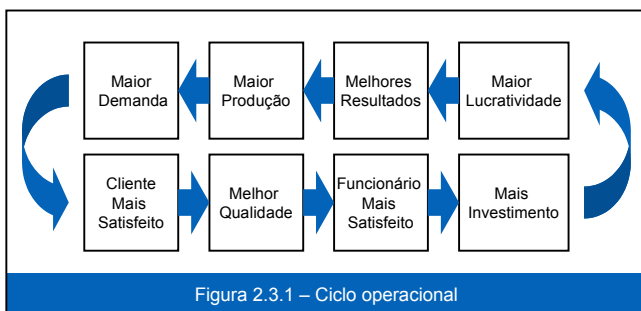 Maior
Demanda
Maior
Produção
Melhores
Resultados
Maior
Lucratividade
Cliente
Mais
Satisfeito
Melhor
Qualidade
Funcionário
Mais
Satisfeito
Mais
Investimento
Figura 2.3.1 – Ciclo operacional